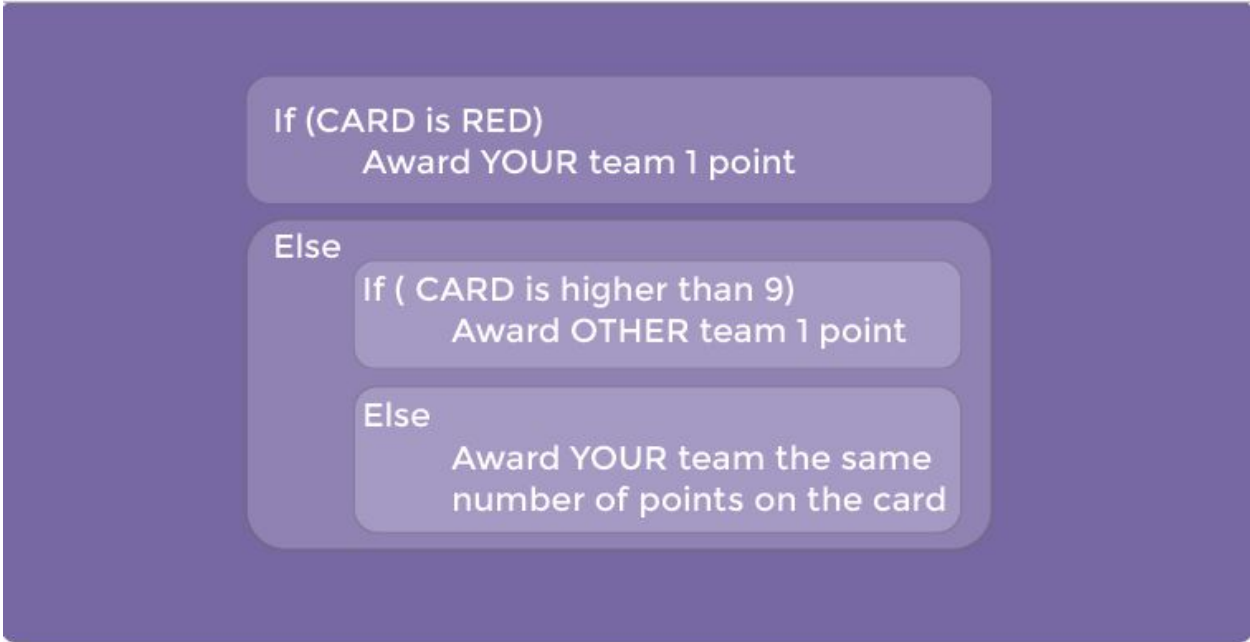 If (CARD is RED)
Award YOUR team 1 point
Else
If ( CARD is higher than 9)
Award OTHER team 1 point
Else
Award YOUR team the same
number of points on the card